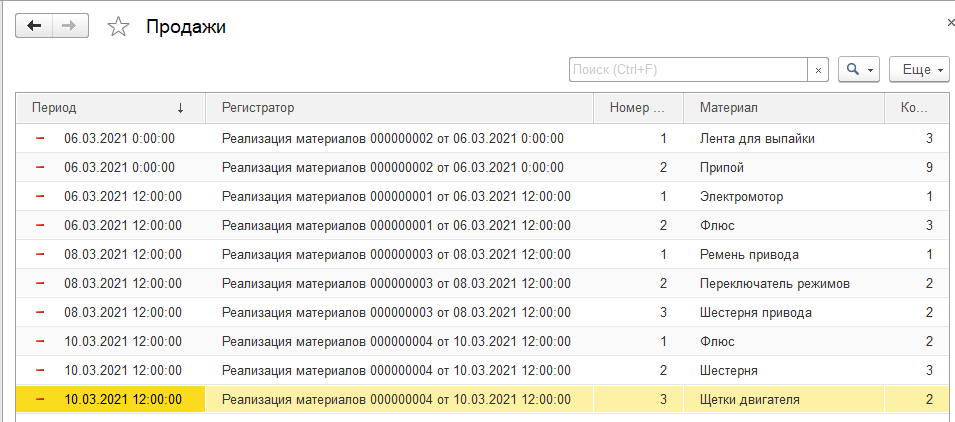 Продажи
Поиск (Ctrl+F) × Еще
Период ↓ Регистратор Номер ... Материал Ко...
06.03.2021 0:00:00 Реализация материалов 000000002 от 06.03.2021 0:00:00 1 Лента для выпайки 3
06.03.2021 0:00:00 Реализация материалов 000000002 от 06.03.2021 0:00:00 2 Припой 9
06.03.2021 12:00:00 Реализация материалов 000000001 от 06.03.2021 12:00:00 1 Электромотор 1
06.03.2021 12:00:00 Реализация материалов 000000001 от 06.03.2021 12:00:00 2 Флюс 3
08.03.2021 12:00:00 Реализация материалов 000000003 от 08.03.2021 12:00:00 1 Ремень привода 1
08.03.2021 12:00:00 Реализация материалов 000000003 от 08.03.2021 12:00:00 2 Переключатель режимов 2
08.03.2021 12:00:00 Реализация материалов 000000003 от 08.03.2021 12:00:00 3 Шестерня привода 2
10.03.2021 12:00:00 Реализация материалов 000000004 от 10.03.2021 12:00:00 1 Флюс 2
10.03.2021 12:00:00 Реализация материалов 000000004 от 10.03.2021 12:00:00 2 Шестерня 3
10.03.2021 12:00:00 Реализация материалов 000000004 от 10.03.2021 12:00:00 3 Щетки двигателя 2